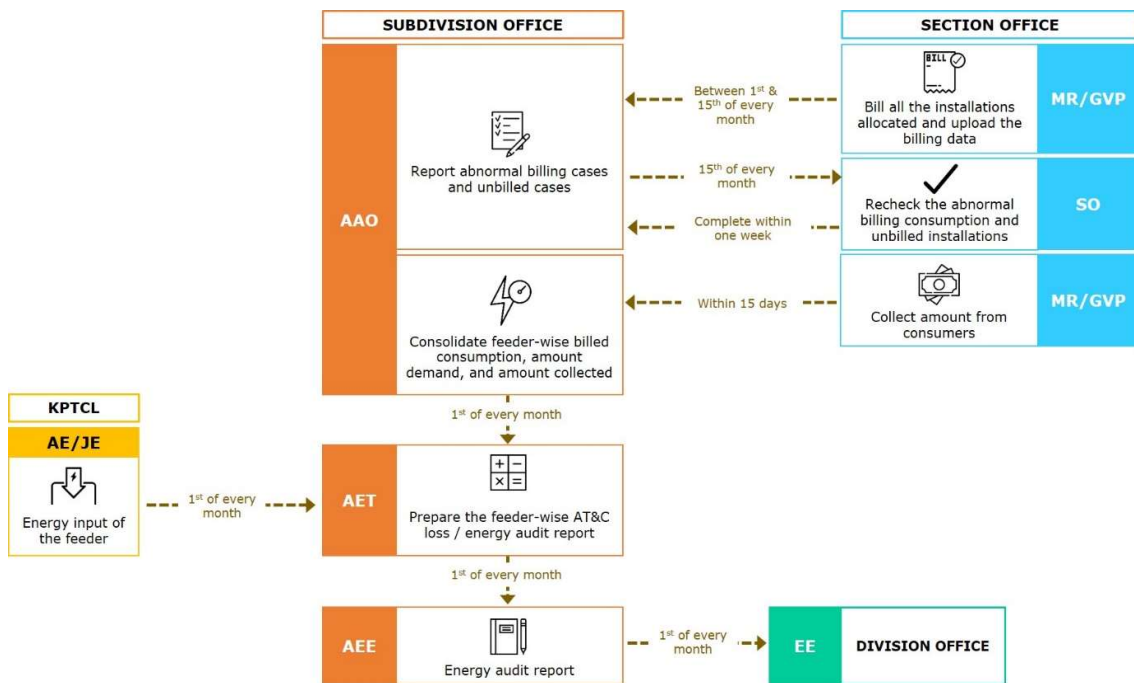 SUBDIVISION OFFICE
SECTION OFFICE
AAO
Report abnormal billing cases
and unbilled cases
Between 1st &
15th of every
month
BILL
Bill all the installations
allocated and upload the
billing data
MR/GVP
15th of every
month
Complete within
one week
Recheck the abnormal
billing consumption and
unbilled installations
SO
Consolidate feeder-wise billed
consumption, amount
demand, and amount collected
Within 15 days
Collect amount from
consumers
MR/GVP
1st of every month
KPTCL
AE/JE
Energy input of
the feeder
1st of every
month
AET
Prepare the feeder-wise AT&C
loss / energy audit report
1st of every month
AEE
Energy audit report
1st of every
month
EE
DIVISION OFFICE